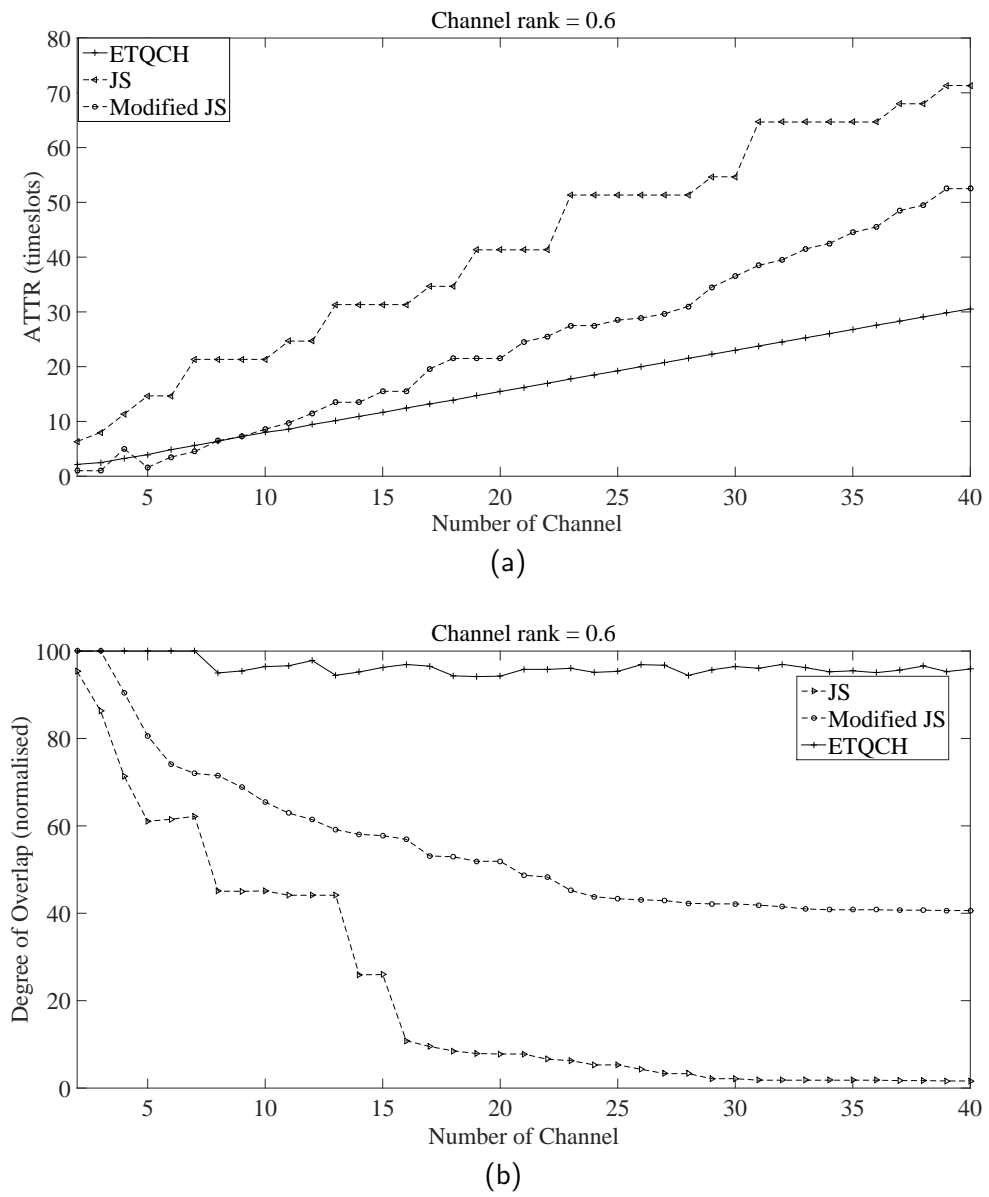 Channel rank = 0.6
80
70
60
50
40
30
20
10
0
ATTR (timeslots)
ETQCH
JS
Modified JS
5 10 15 20 25 30 35 40
Number of Channel
(a)
Channel rank = 0.6
100
80
60
40
20
0
Degree of Overlap (normalised)
JS
Modified JS
ETQCH
5 10 15 20 25 30 35 40
Number of Channel
(b)